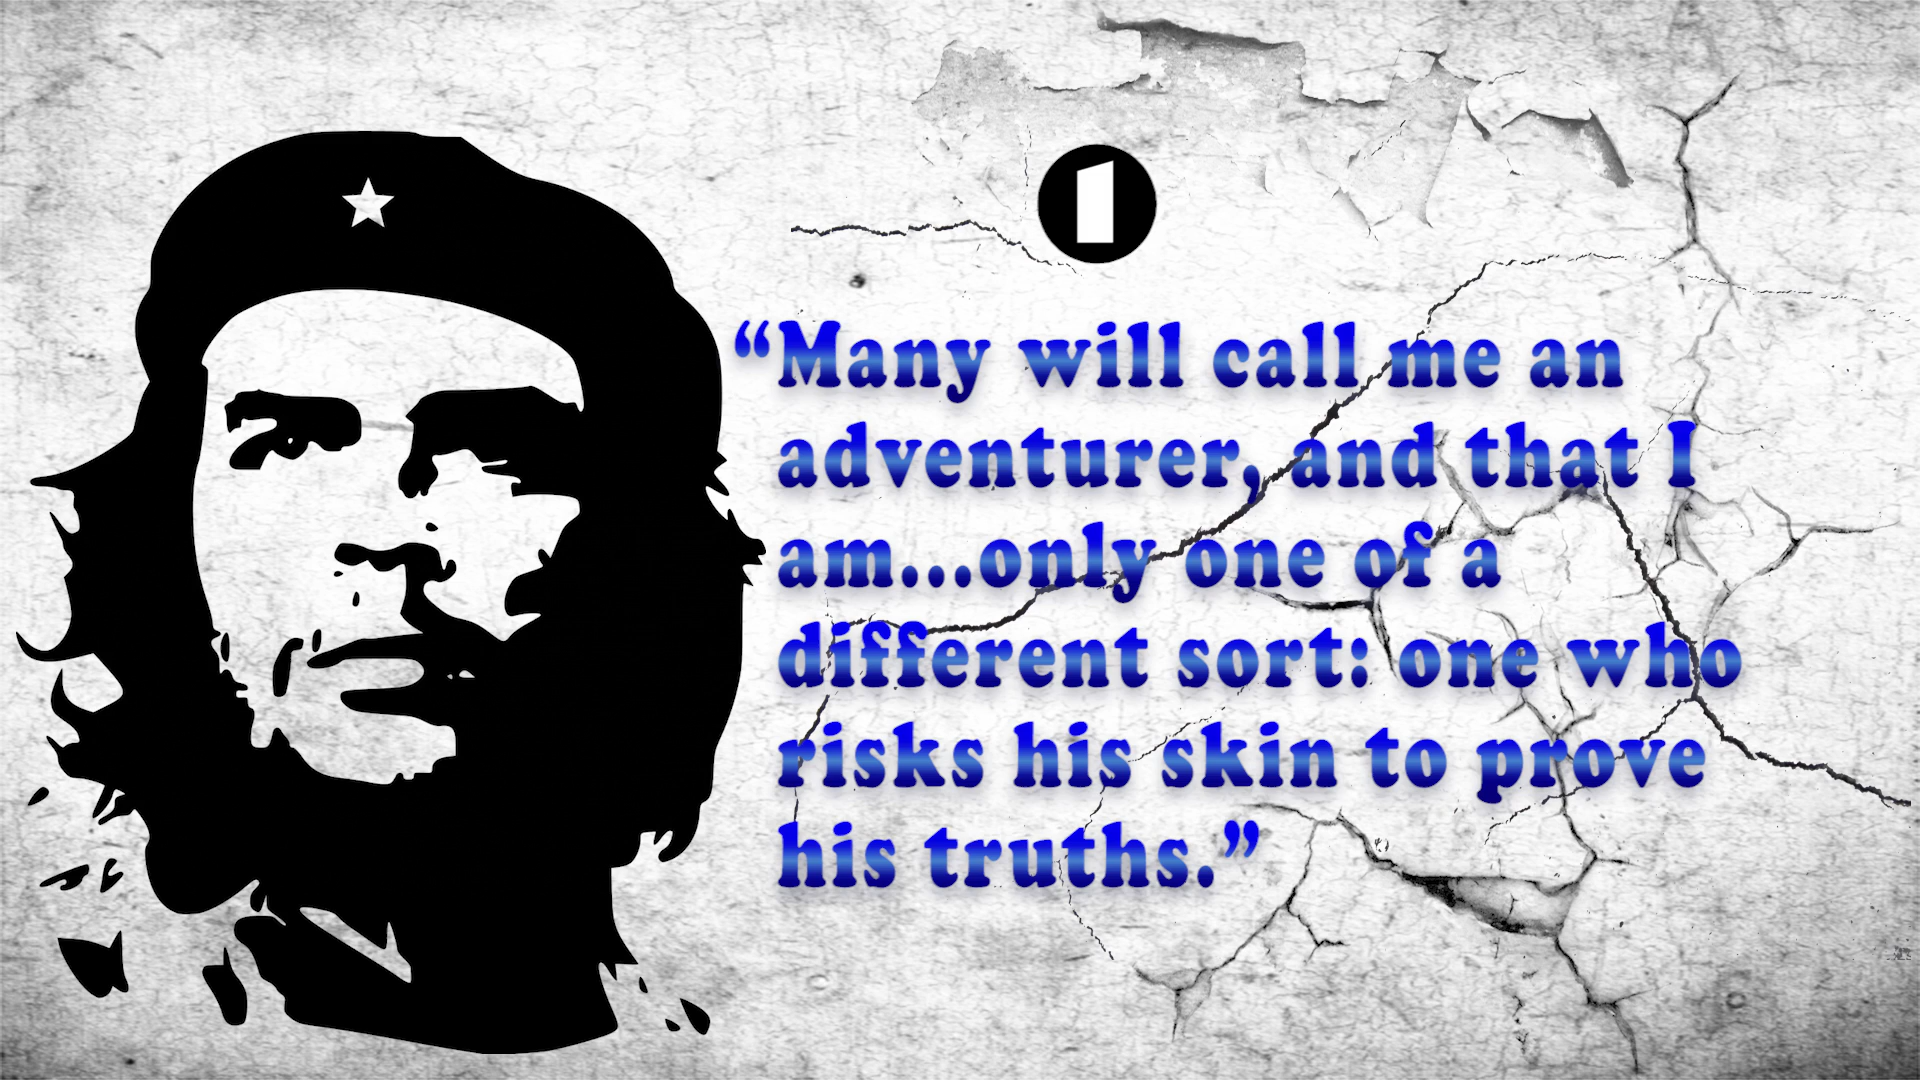 1
“Many will call me an
adventurer, and that I
am...only one of a
different sort: one who
risks his skin to prove
his truths.”